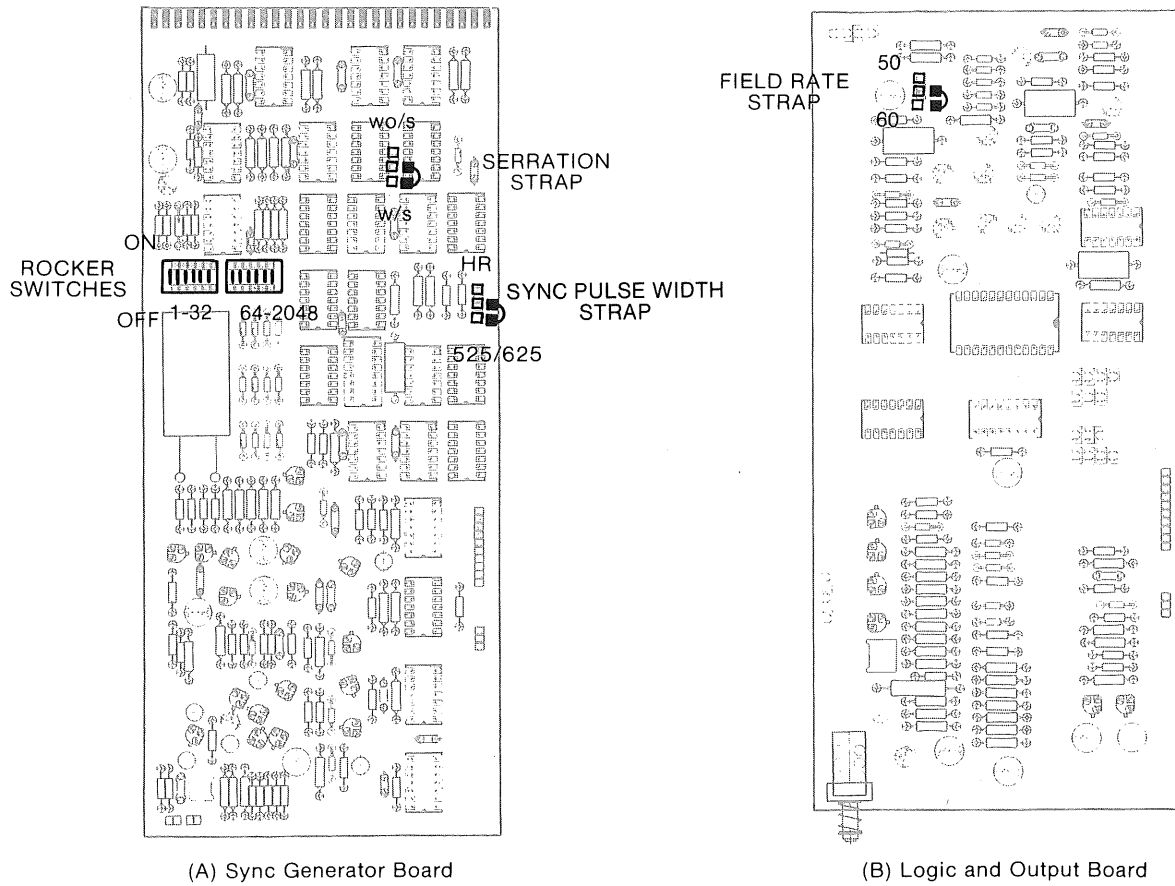 wo/s
SERRATION
STRAP
w/s
ON
ROCKER
SWITCHES
OFF
1-32
64-2048
HR
SYNC PULSE WIDTH
STRAP
525/625
(A) Sync Generator Board
50
FIELD RATE
STRAP
60
(B) Logic and Output Board